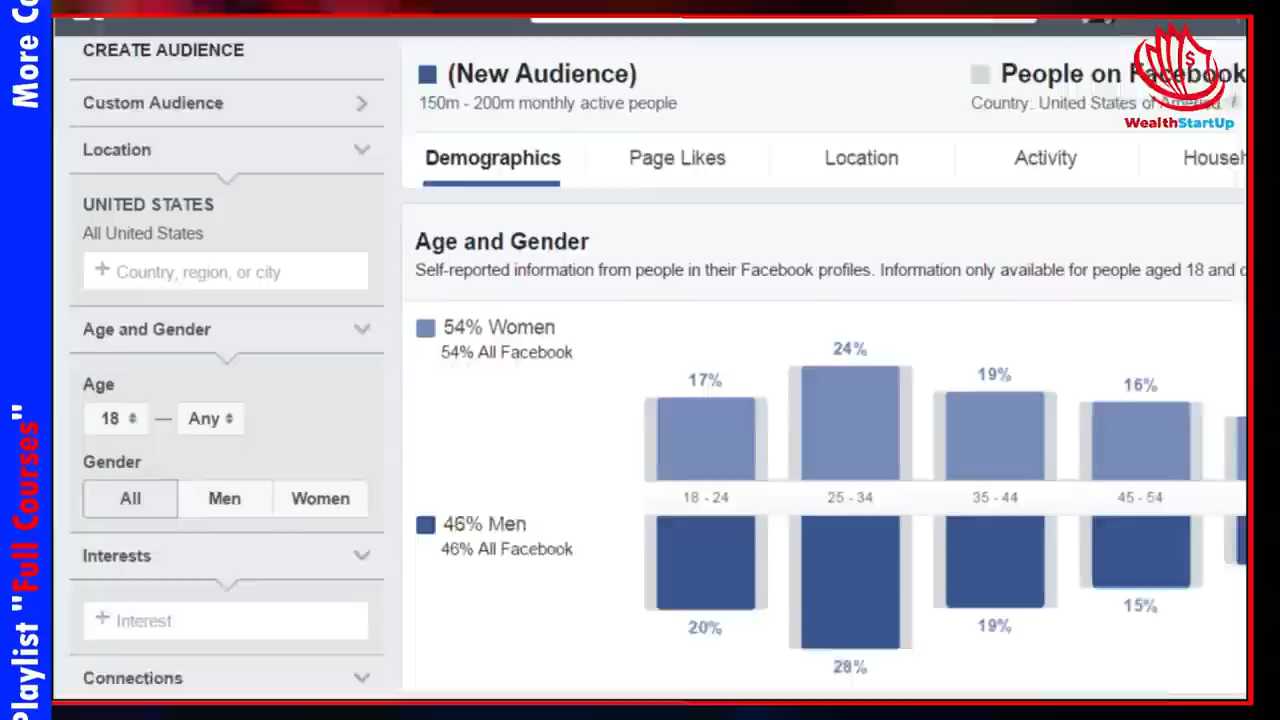 More Co
Playlist "Full Courses"
CREATE AUDIENCE
Custom Audience
Location
UNITED STATES
All United States
+ Country, region, or city
Age and Gender
Age
18 — Any
Gender
All Men Women
Interests
+ Interest
Connections
(New Audience)
150m - 200m monthly active people
People on Facebook
Country: United States of America
$
WealthStartUp
Demographics Page Likes Location Activity Househ
Age and Gender
Self-reported information from people in their Facebook profiles. Information only available for people aged 18 and o
54% Women
54% All Facebook
17% 24% 19% 16%
18 - 24 25 - 34 35 - 44 45 - 54
46% Men
46% All Facebook
20% 28% 19% 15%